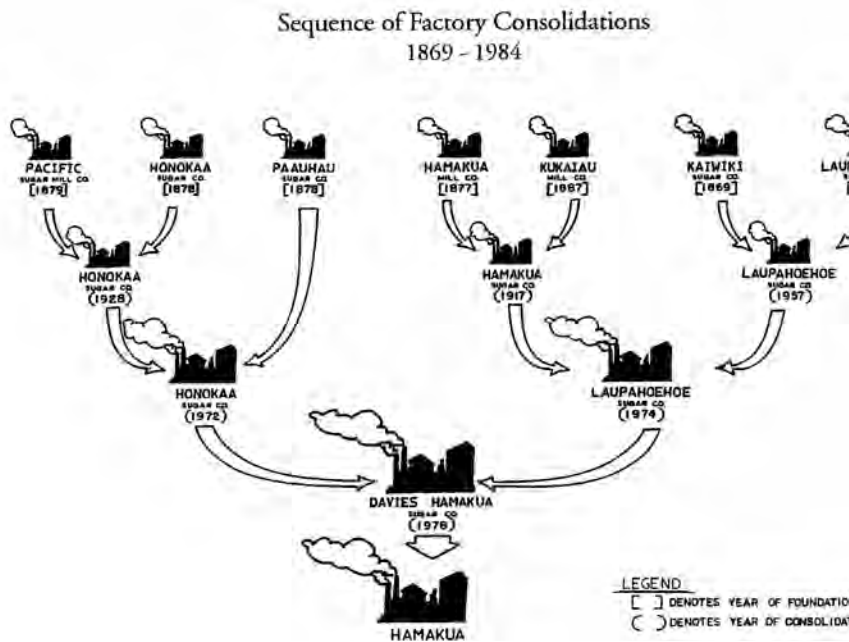 Sequence of Factory Consolidations
1869 - 1984
PACIFIC
SUGAR MILL CO.
[1879]
HONOKAA
SUGAR CO.
[1878]
PAAUHAU
SUGAR CO.
[1878]
HAMAKUA
MILL CO.
[1877]
KUKAIAU
MILL CO.
[1887]
KAIWIKI
SUGAR CO.
[1869]
HONOKAA
SUGAR CO.
(1928)
HAMAKUA
SUGAR CO.
(1917)
LAUPAHOEHOE
SUGAR CO.
(1957)
HONOKAA
SUGAR CO.
(1972)
LAUPAHOEHOE
SUGAR CO.
(1974)
DAVIES HAMAKUA
SUGAR CO.
HAMAKUA
LEGEND
[ ] DENOTES YEAR OF
( ) DENOTES YEAR OF